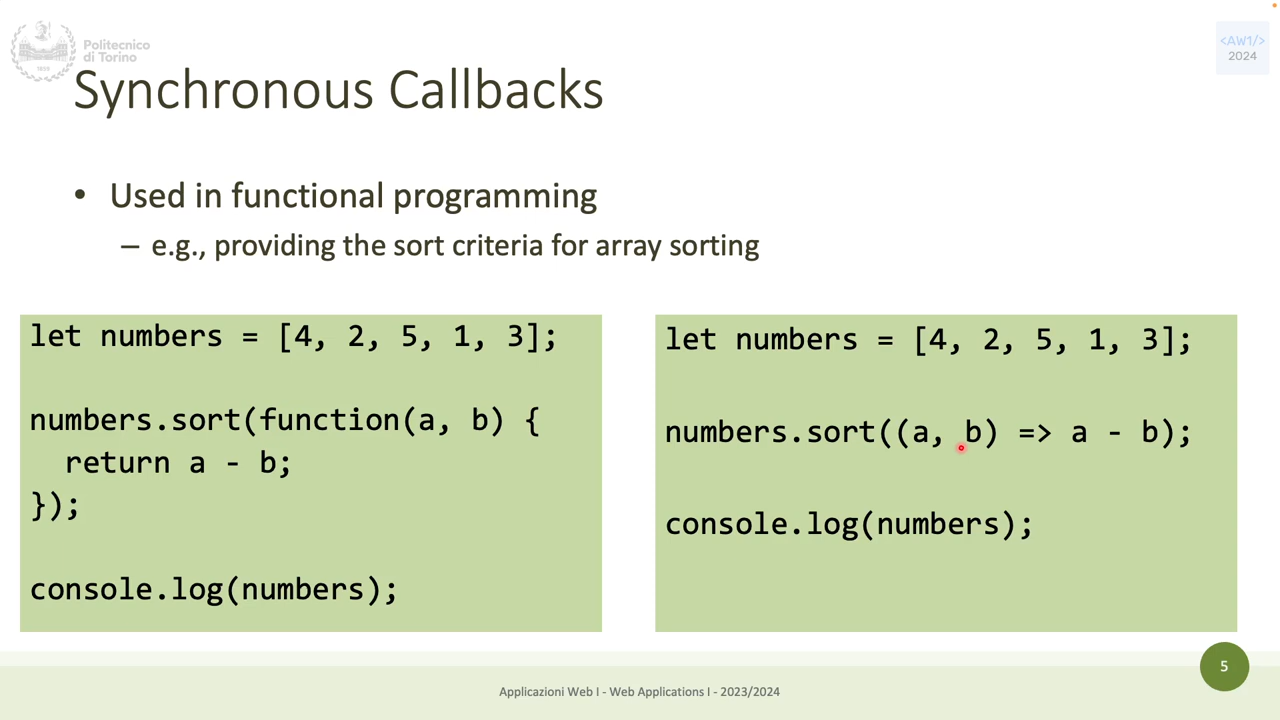 Politecnico
di Torino
1859
<AW1/>
2024
Synchronous Callbacks
• Used in functional programming
– e.g., providing the sort criteria for array sorting
let numbers = [4, 2, 5, 1, 3];
numbers.sort(function(a, b) {
return a - b;
});
console.log(numbers);
let numbers = [4, 2, 5, 1, 3];
numbers.sort((a, b) => a - b);
console.log(numbers);
5
Applicazioni Web I - Web Applications I - 2023/2024